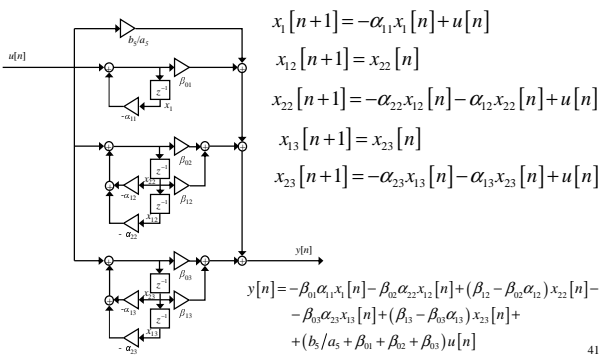 b₅/a₅
u[n]
β₀₁
z⁻¹
x₁
-α₁₁
β₀₂
z⁻¹
x₂₂
-α₁₂
β₁₂
z⁻¹
x₁₂
- α₂₂
y[n]
β₀₃
z⁻¹
x₂₃
-α₁₃
β₁₃
z⁻¹
x₁₃
- α₂₃
x₁[n+1]=-α₁₁x₁[n]+u[n]
x₁₂[n+1]=x₂₂[n]
x₂₂[n+1]=-α₂₂x₁₂[n]-α₁₂x₂₂[n]+u[n]
x₁₃[n+1]=x₂₃[n]
x₂₃[n+1]=-α₂₃x₁₃[n]-α₁₃x₂₃[n]+u[n]
y[n]=-β₀₁α₁₁x₁[n]-β₀₂α₂₂x₁₂[n]+(β₁₂-β₀₂α₁₂)x₂₂[n]-
-β₀₃α₂₃x₁₃[n]+(β₁₃-β₀₃α₁₃)x₂₃[n]+
+(b₅/a₅+β₀₁+β₀₂+β₀₃)u[n]
41